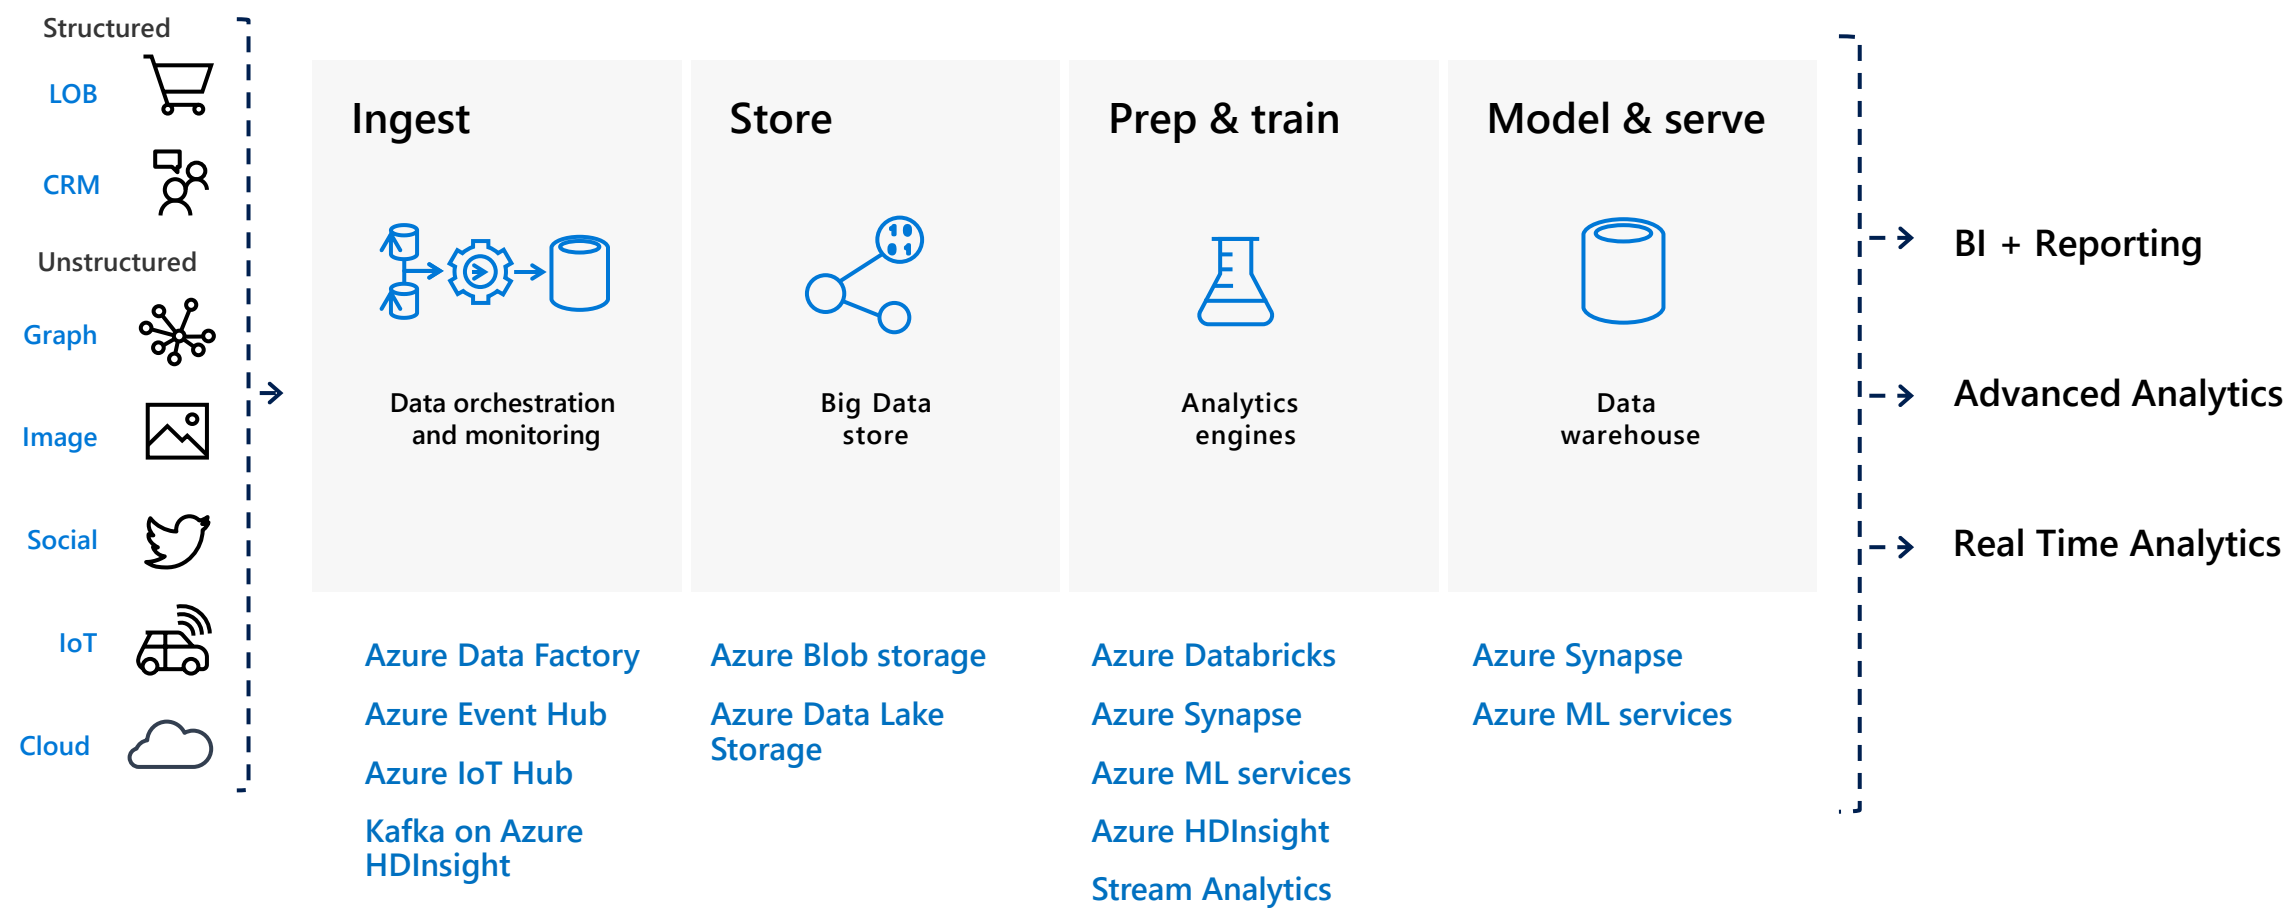 Structured
LOB
CRM
Unstructured
Graph
Image
Social
IoT
Cloud
Ingest
Data orchestration
and monitoring
Azure Data Factory
Azure Event Hub
Azure IoT Hub
Kafka on Azure
HDInsight
Store
10
01
Big Data
store
Azure Blob storage
Azure Data Lake
Storage
Prep & train
Analytics
engines
Azure Databricks
Azure Synapse
Azure ML services
Azure HDInsight
Stream Analytics
Model & serve
Data
warehouse
Azure Synapse
Azure ML services
BI + Reporting
Advanced Analytics
Real Time Analytics